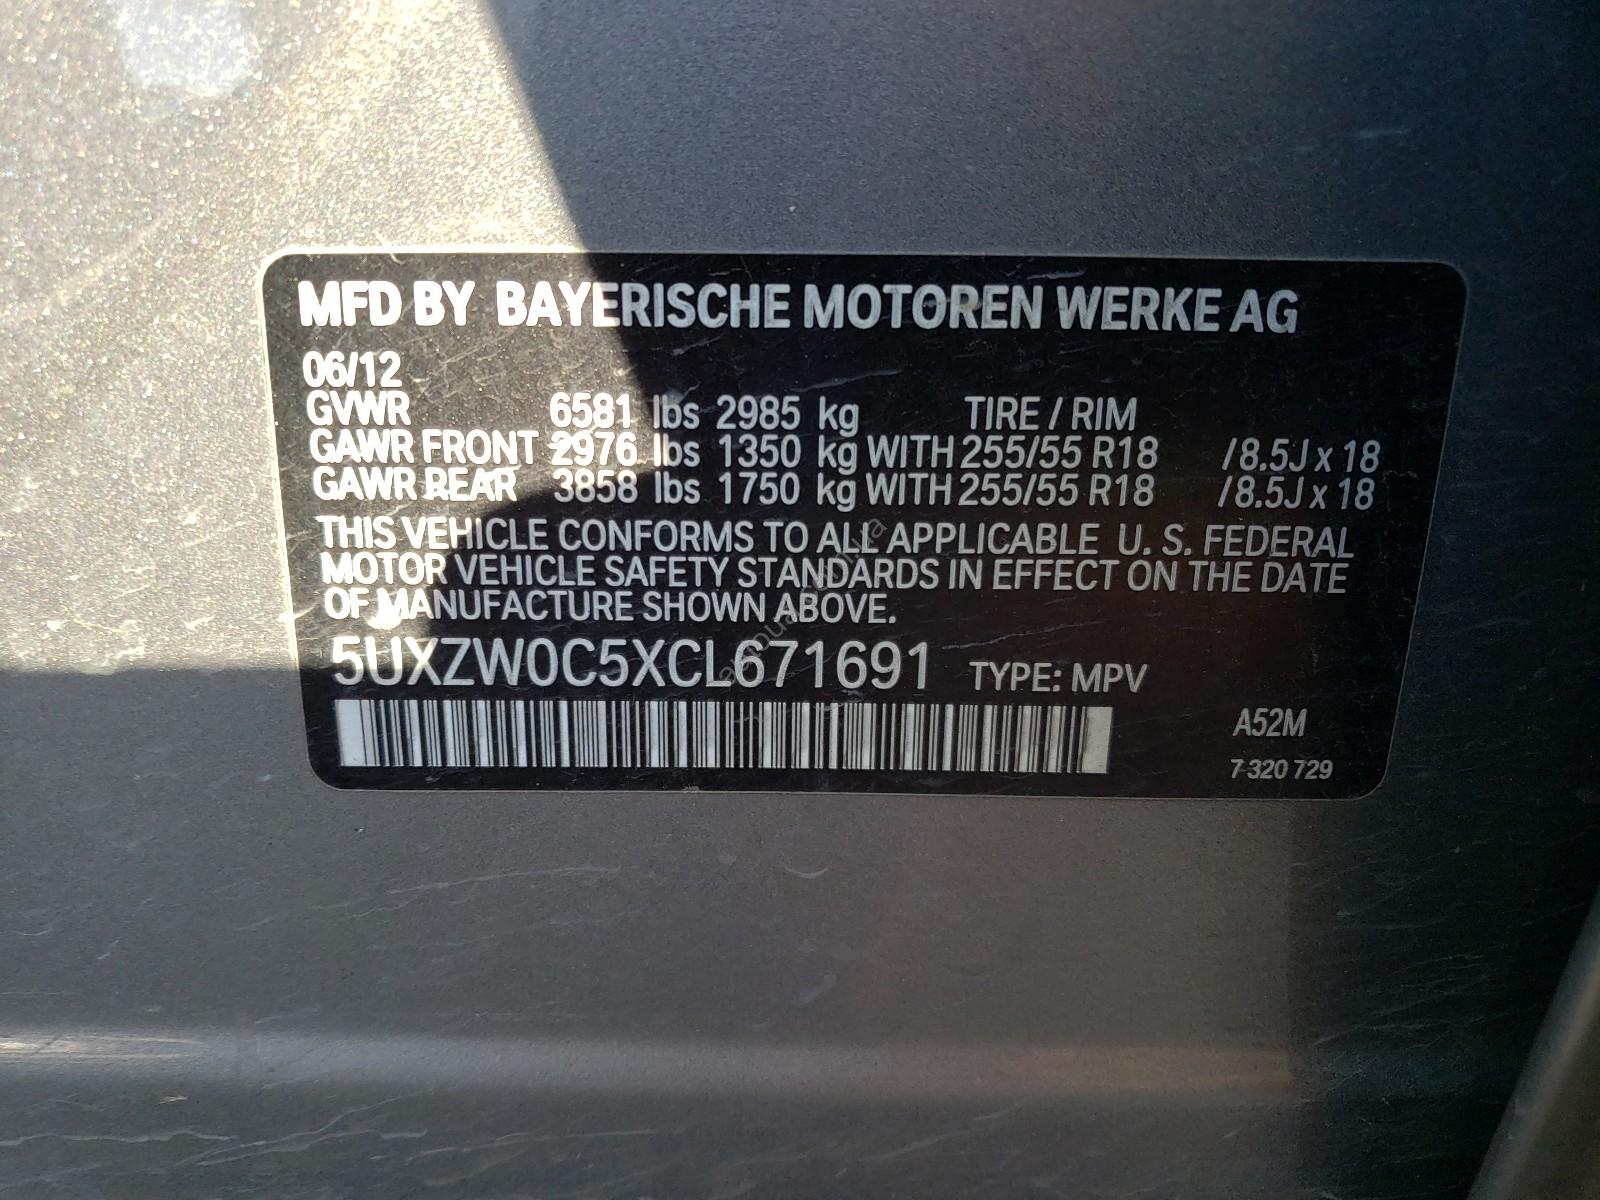 MFD BY BAYERISCHE MOTOREN WERKE AG
06/12
GVWR 6581 lbs 2985 kg TIRE / RIM
GAWR FRONT 2976 lbs 1350 kg WITH 255/55 R18 /8.5J x 18
GAWR REAR 3858 lbs 1750 kg WITH 255/55 R18 /8.5J x 18
THIS VEHICLE CONFORMS TO ALL APPLICABLE U. S. FEDERAL
MOTOR VEHICLE SAFETY STANDARDS IN EFFECT ON THE DATE
OF MANUFACTURE SHOWN ABOVE.
5UXZW0C5XCL671691 TYPE: MPV
A52M
7 320 729